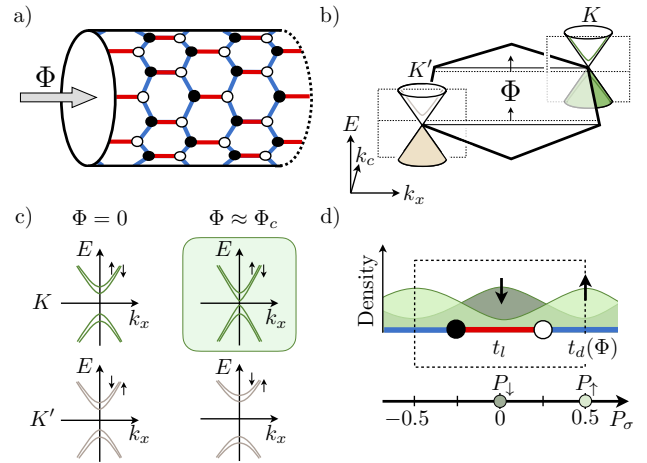 a)
Φ
b)
K
K′
Φ
E
k_c
k_x
c)
Φ = 0
Φ ≈ Φ_c
E
↑ ↓
K
k_x
E
↑ ↓
k_x
E
↓ ↑
K′
k_x
E
↓ ↑
k_x
d)
Density
t_l
t_d(Φ)
P_↓
P_↑
−0.5
0
0.5
P_σ